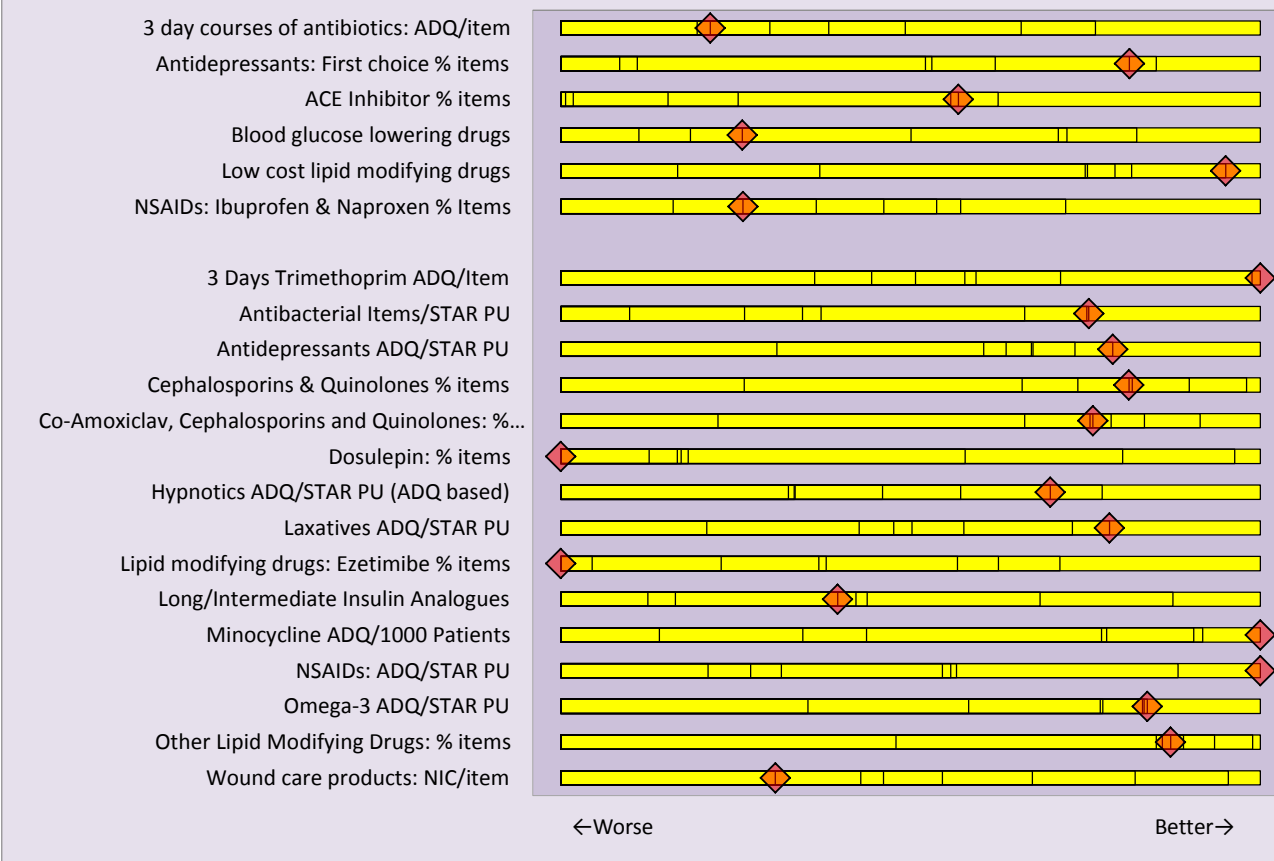 3 day courses of antibiotics: ADQ/item
Antidepressants: First choice % items
ACE Inhibitor % items
Blood glucose lowering drugs
Low cost lipid modifying drugs
NSAIDs: Ibuprofen & Naproxen % Items
3 Days Trimethoprim ADQ/Item
Antibacterial Items/STAR PU
Antidepressants ADQ/STAR PU
Cephalosporins & Quinolones % items
Co-Amoxiclav, Cephalosporins and Quinolones: %...
Dosulepin: % items
Hypnotics ADQ/STAR PU (ADQ based)
Laxatives ADQ/STAR PU
Lipid modifying drugs: Ezetimibe % items
Long/Intermediate Insulin Analogues
Minocycline ADQ/1000 Patients
NSAIDs: ADQ/STAR PU
Omega-3 ADQ/STAR PU
Other Lipid Modifying Drugs: % items
Wound care products: NIC/item
←Worse Better→